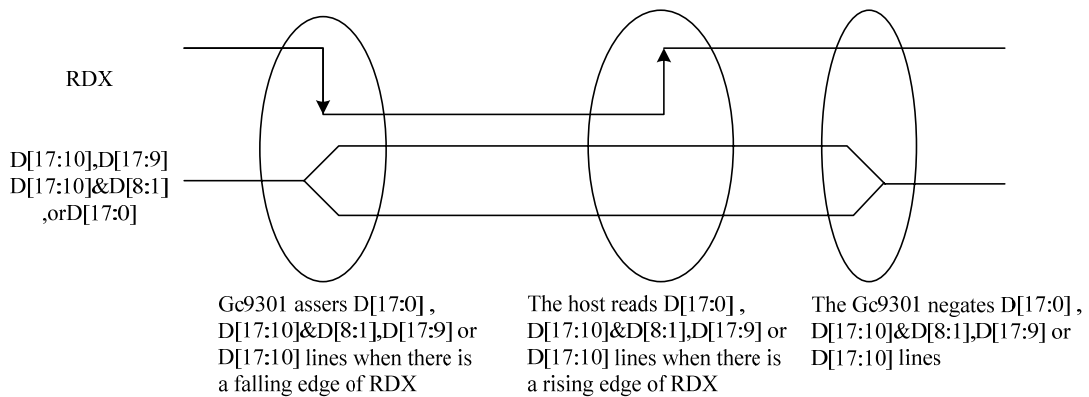 RDX
D[17:10],D[17:9]
D[17:10]&D[8:1]
,orD[17:0]
Gc9301 assers D[17:0] ,
D[17:10]&D[8:1],D[17:9] or
D[17:10] lines when there is
a falling edge of RDX
The host reads D[17:0],
D[17:10]&D[8:1],D[17:9] or
D[17:10] lines when there is
a rising edge of RDX
The Gc9301 negates D[17:0] ,
D[17:10]&D[8:1],D[17:9] or
D[17:10] lines